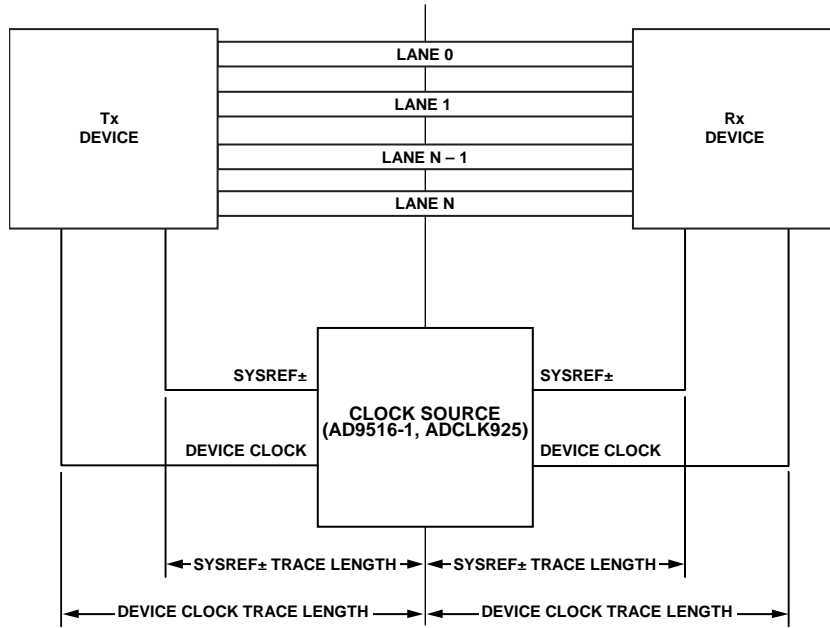 LANE 0
LANE 1
Tx
DEVICE
Rx
DEVICE
LANE N – 1
LANE N
SYSREF±
SYSREF±
CLOCK SOURCE
(AD9516-1, ADCLK925)
DEVICE CLOCK
DEVICE CLOCK
SYSREF± TRACE LENGTH
SYSREF± TRACE LENGTH
DEVICE CLOCK TRACE LENGTH
DEVICE CLOCK TRACE LENGTH